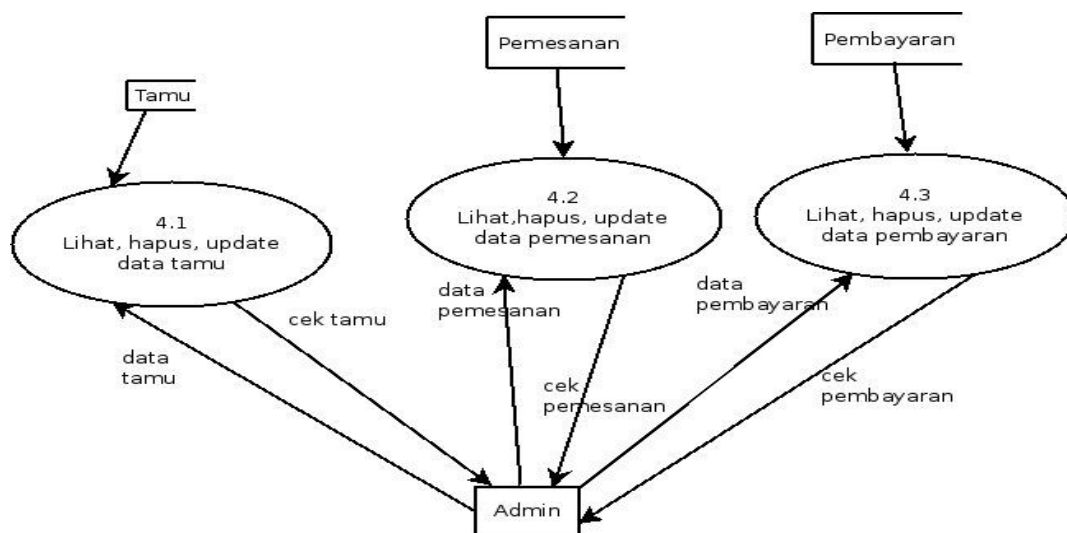 Tamu
Pemesanan
Pembayaran
4.1
Lihat, hapus, update
data tamu
4.2
Lihat,hapus, update
data pemesanan
4.3
Lihat, hapus, update
data pembayaran
data
tamu
cek tamu
data
pemesanan
cek
pemesanan
data
pembayaran
cek
pembayaran
Admin